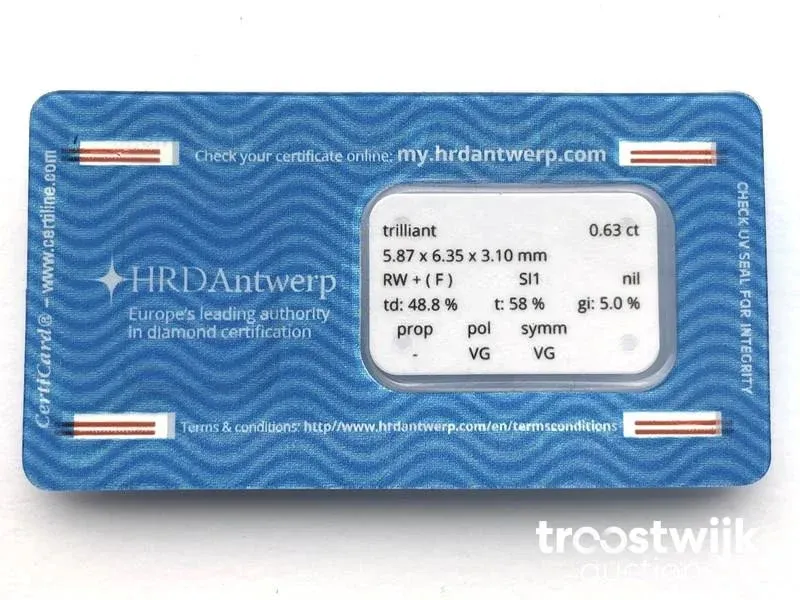 Check your certificate online: my.hrdantwerp.com
CertiCard® - www.certiline.com
HRDAntwerp
Europe's leading authority
in diamond certification
trilliant 0.63 ct
5.87 x 6.35 x 3.10 mm
RW + ( F ) SI1 nil
td: 48.8 % t: 58 % gi: 5.0 %
prop pol symm
- VG VG
CHECK UV SEAL FOR INTEGRITY
Terms & conditions: http//www.hrdantwerp.com/en/termsconditions
troostwijk
auctions